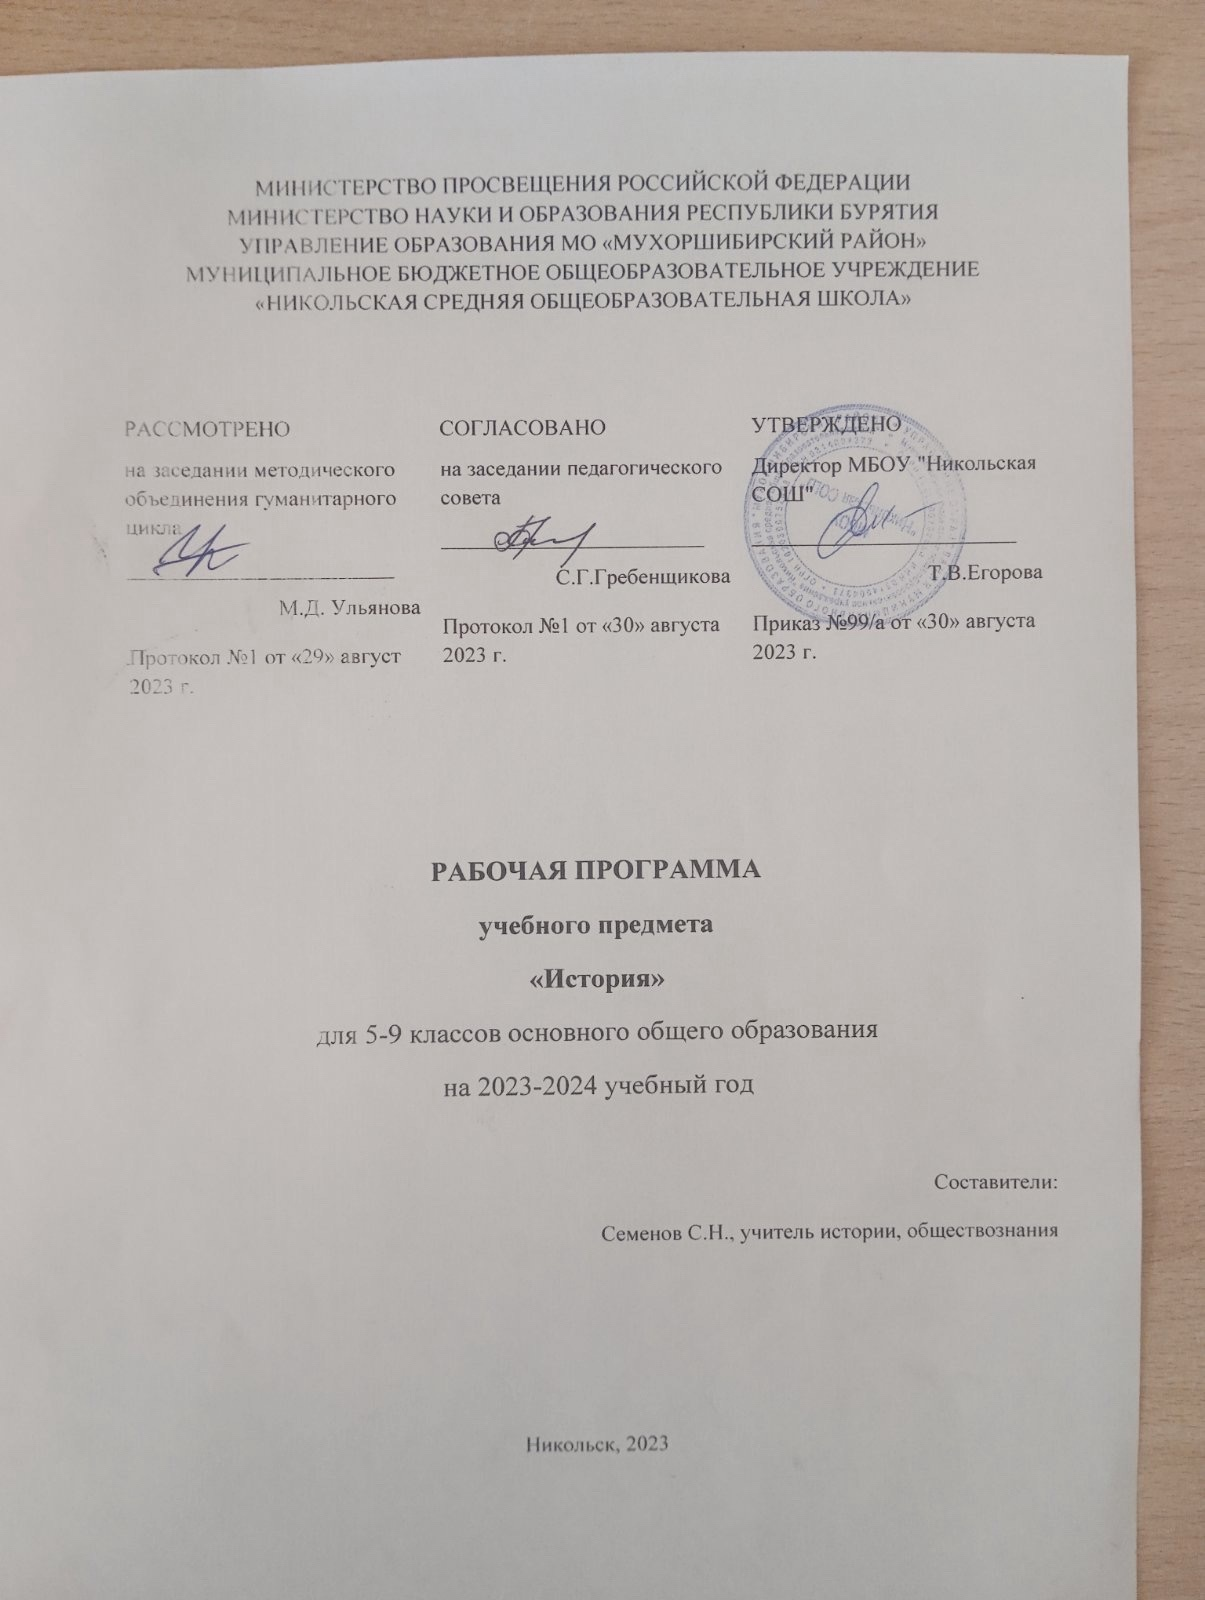 МИНИСТЕРСТВО ПРОСВЕЩЕНИЯ РОССИЙСКОЙ ФЕДЕРАЦИИ
МИНИСТЕРСТВО НАУКИ И ОБРАЗОВАНИЯ РЕСПУБЛИКИ БУРЯТИЯ
УПРАВЛЕНИЕ ОБРАЗОВАНИЯ МО «МУХОРШИБИРСКИЙ РАЙОН»
МУНИЦИПАЛЬНОЕ БЮДЖЕТНОЕ ОБЩЕОБРАЗОВАТЕЛЬНОЕ УЧРЕЖДЕНИЕ
«НИКОЛЬСКАЯ СРЕДНЯЯ ОБЩЕОБРАЗОВАТЕЛЬНАЯ ШКОЛА»
РАССМОТРЕНО
на заседании методического
объединения гуманитарного
цикла
М.Д. Ульянова
Протокол №1 от «29» август
2023 г.
СОГЛАСОВАНО
на заседании педагогического
совета
С.Г.Гребенщикова
Протокол №1 от «30» августа
2023 г.
УТВЕРЖДЕНО
Директор МБОУ "Никольская
СОШ"
Т.В.Егорова
Приказ №99/а от «30» августа
2023 г.
РАБОЧАЯ ПРОГРАММА
учебного предмета
«История»
для 5-9 классов основного общего образования
на 2023-2024 учебный год
Составители:
Семенов С.Н., учитель истории, обществознания
Никольск, 2023